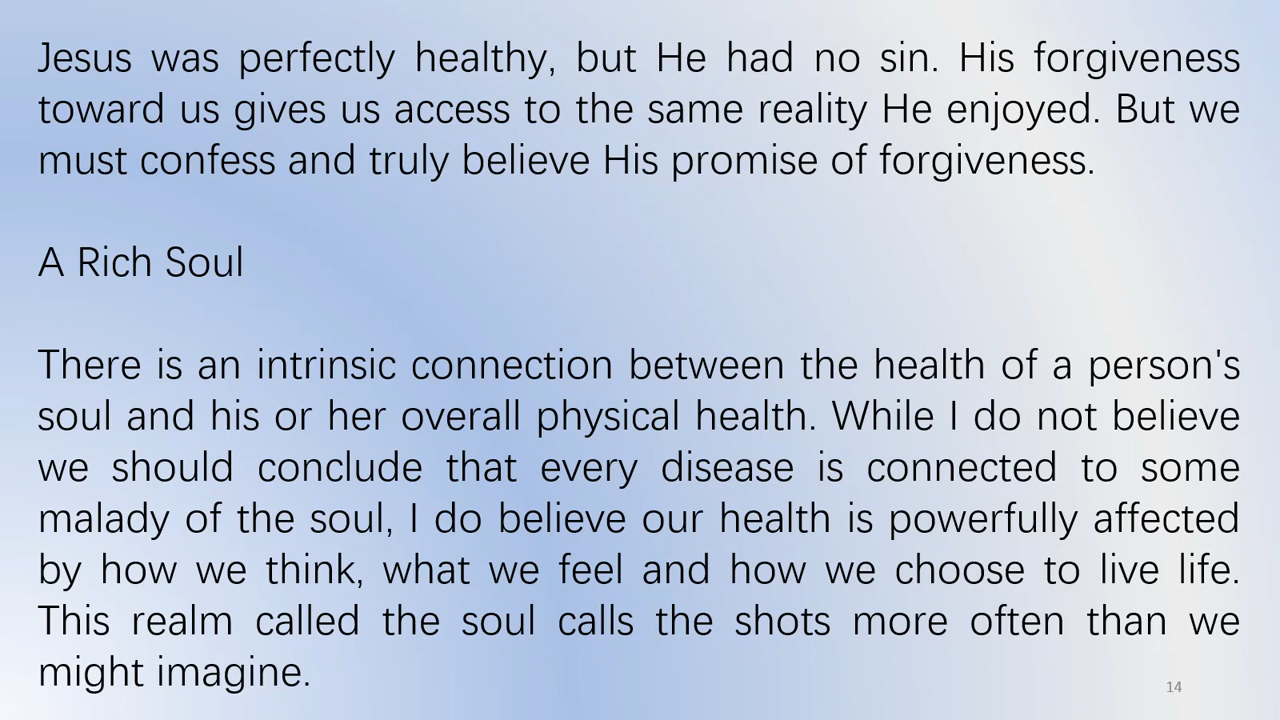 Jesus was perfectly healthy, but He had no sin. His forgiveness
toward us gives us access to the same reality He enjoyed. But we
must confess and truly believe His promise of forgiveness.
A Rich Soul
There is an intrinsic connection between the health of a person's
soul and his or her overall physical health. While I do not believe
we should conclude that every disease is connected to some
malady of the soul, I do believe our health is powerfully affected
by how we think, what we feel and how we choose to live life.
This realm called the soul calls the shots more often than we
might imagine.
14